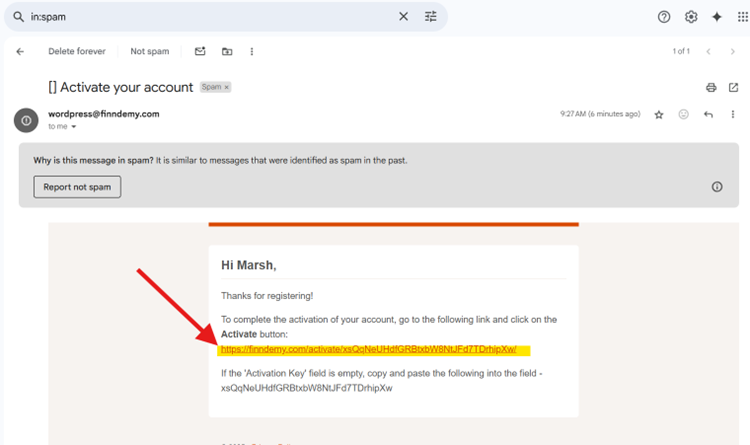 in:spam
Delete forever Not spam 1 of 1
[] Activate your account Spam ×
wordpress@finndemy.com 9:27 AM (6 minutes ago)
to me
Why is this message in spam? It is similar to messages that were identified as spam in the past.
Report not spam
Hi Marsh,
Thanks for registering!
To complete the activation of your account, go to the following link and click on the
Activate button:
https://finndemy.com/activate/xsQqNeUHdfGRBtxbW8NtJFd7TDrhipXw/
If the 'Activation Key' field is empty, copy and paste the following into the field -
xsQqNeUHdfGRBtxbW8NtJFd7TDrhipXw